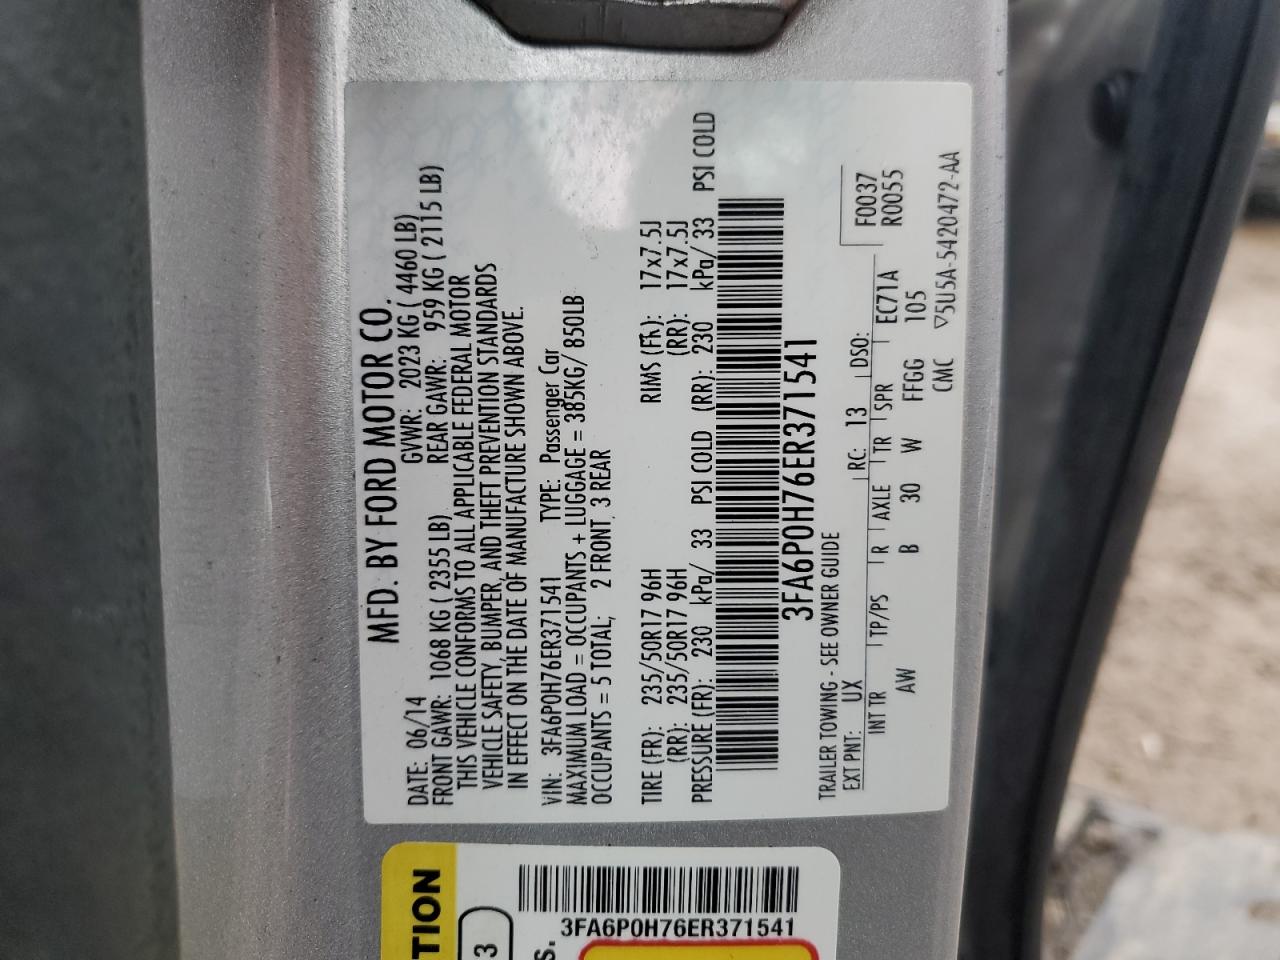 MFD. BY FORD MOTOR CO.
DATE: 06/14 GVWR: 2023 KG ( 4460 LB)
FRONT GAWR: 1068 KG ( 2355 LB) REAR GAWR: 959 KG ( 2115 LB)
THIS VEHICLE CONFORMS TO ALL APPLICABLE FEDERAL MOTOR
VEHICLE SAFETY, BUMPER, AND THEFT PREVENTION STANDARDS
IN EFFECT ON THE DATE OF MANUFACTURE SHOWN ABOVE.
VIN: 3FA6P0H76ER371541 TYPE: Passenger Car
MAXIMUM LOAD = OCCUPANTS + LUGGAGE = 385KG/ 850LB
OCCUPANTS = 5 TOTAL; 2 FRONT, 3 REAR
TIRE (FR): 235/50R17 96H RIMS (FR): 17x7.5J
(RR): 235/50R17 96H (RR): 17x7.5J
PRESSURE (FR): 230 kPa/ 33 PSI COLD (RR): 230 kPa/ 33 PSI COLD
3FA6P0H76ER371541
TRAILER TOWING - SEE OWNER GUIDE
EXT PNT: UX RC: 13 DSO: F0037
INT TR TP/PS R AXLE TR SPR EC71A R0055
AW B 30 W FFGG 105
CMC ▽5U5A-5420472-AA
TION
3FA6P0H76ER371541
3
S.